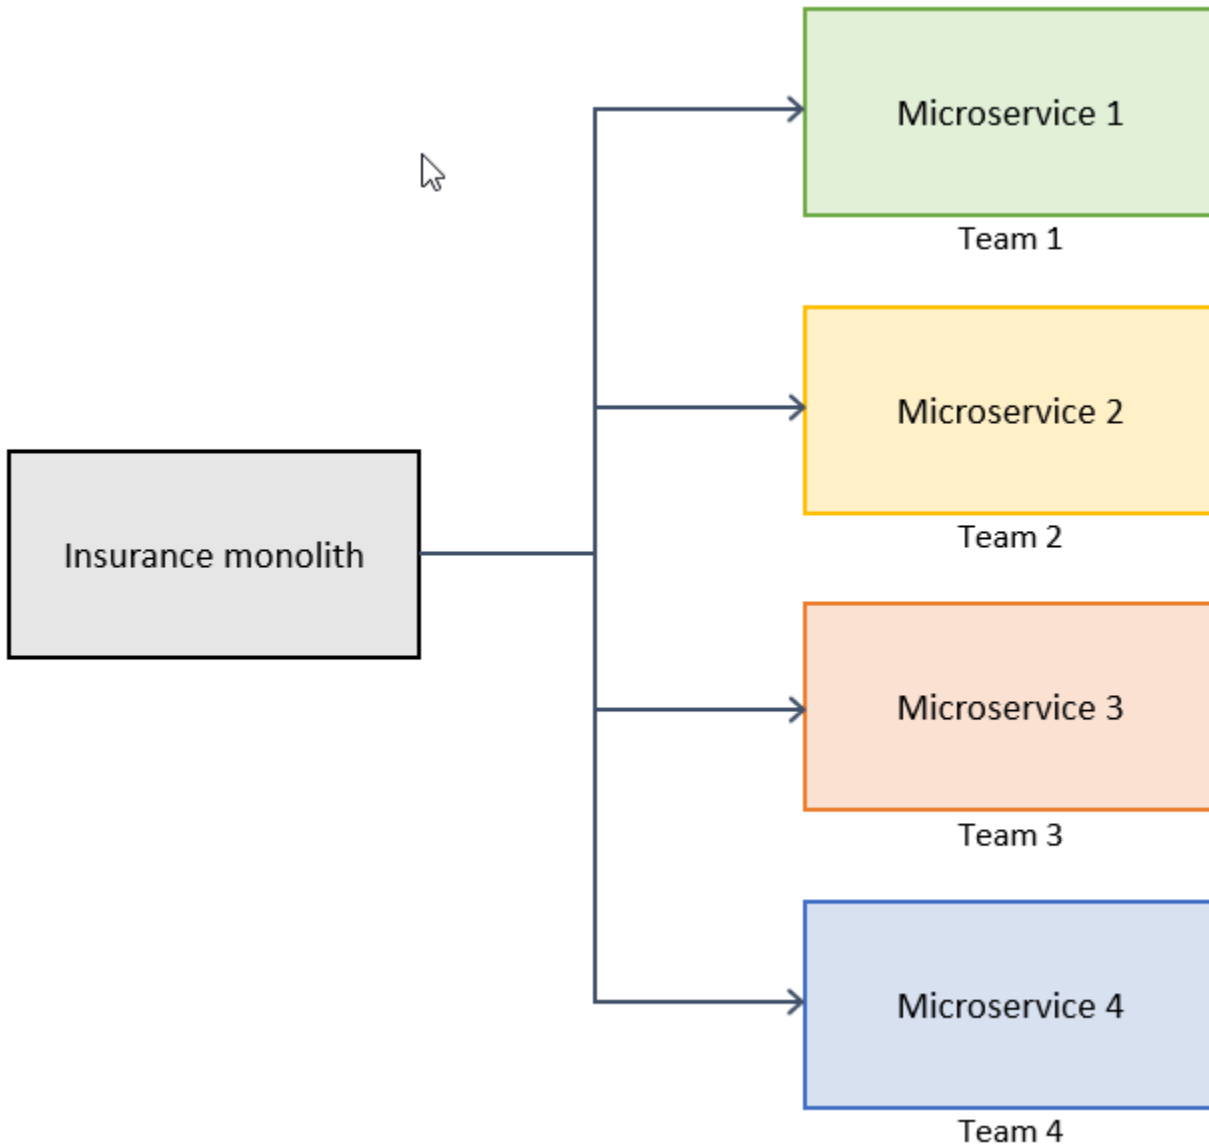 Microservice 1
Team 1
Microservice 2
Team 2
Insurance monolith
Microservice 3
Team 3
Microservice 4
Team 4